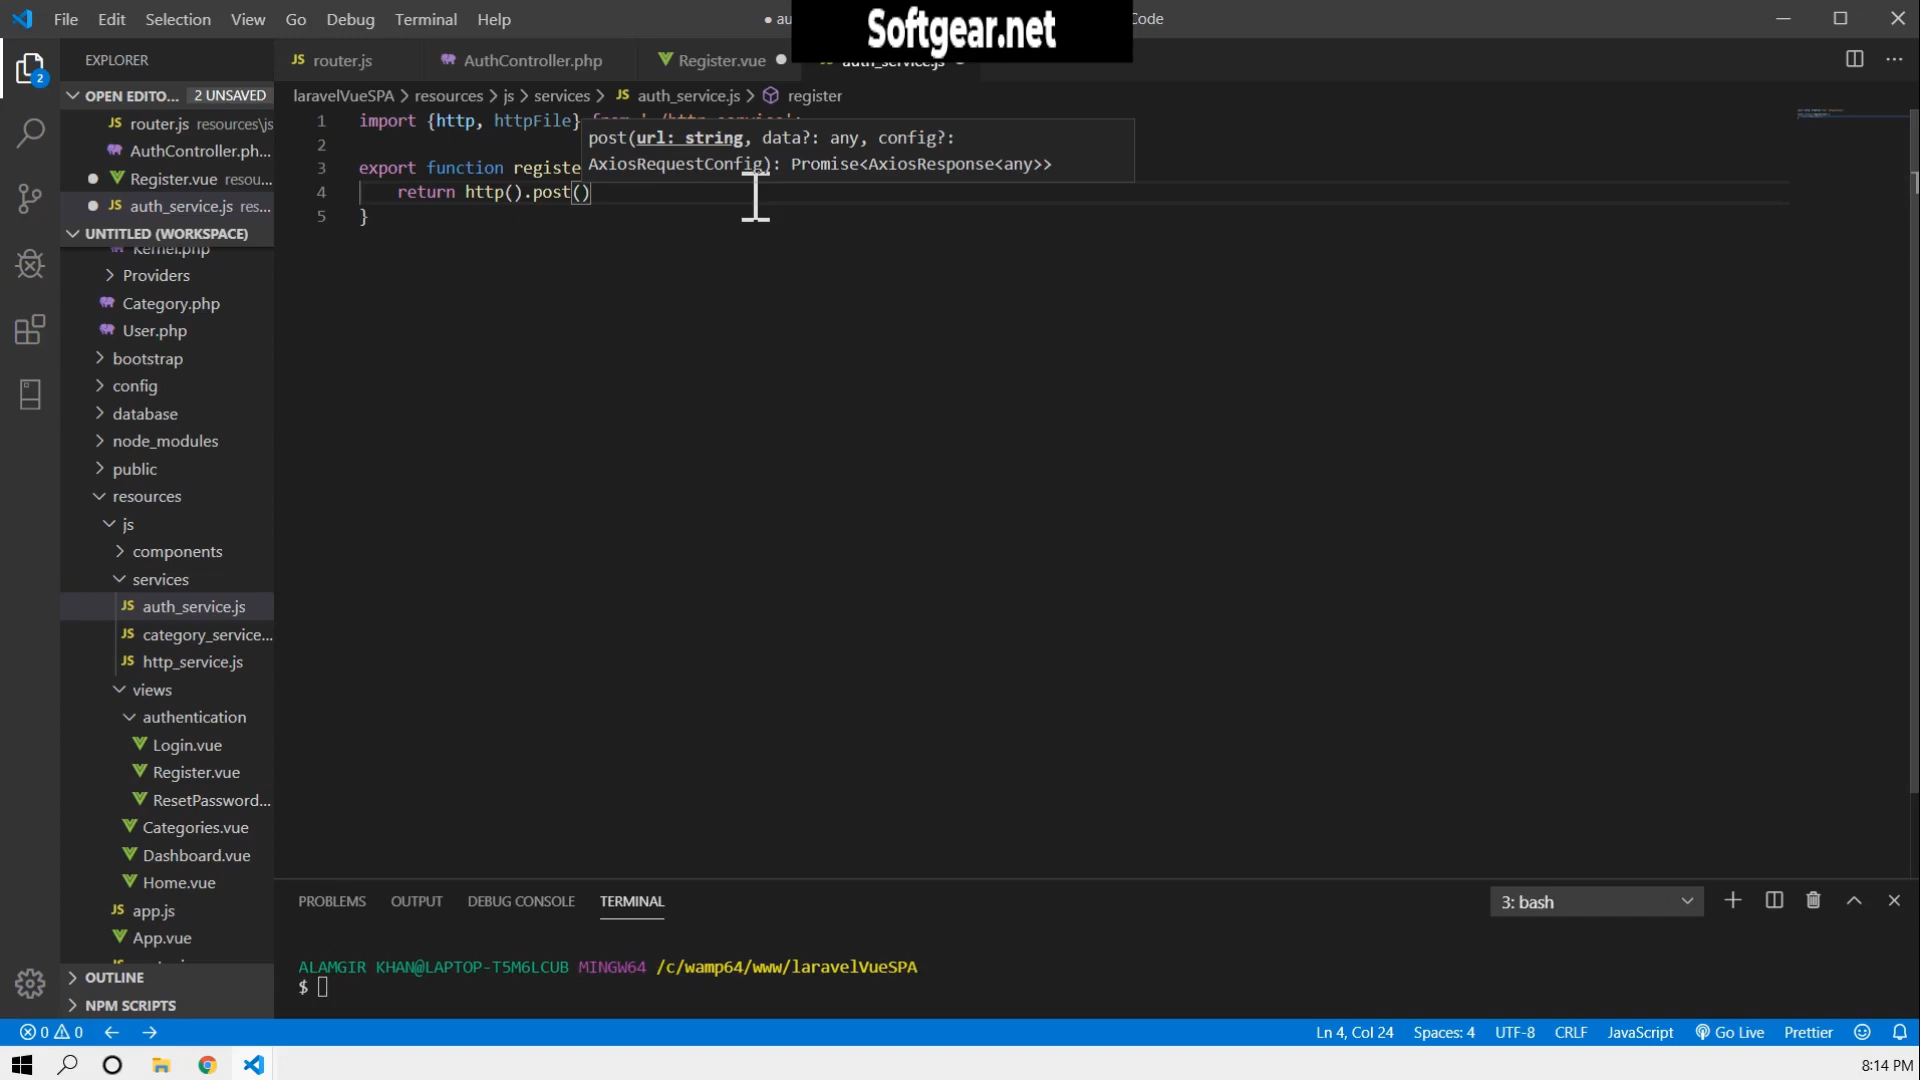 File Edit Selection View Go Debug Terminal Help
● au
Softgear.net
Code
EXPLORER
JS router.js
AuthController.php
Register.vue ●
auth_service.js
OPEN EDITO... 2 UNSAVED
JS router.js resources\js
AuthController.ph...
Register.vue resou...
JS auth_service.js res...
UNTITLED (WORKSPACE)
Kernel.php
Providers
Category.php
User.php
bootstrap
config
database
node_modules
public
resources
js
components
services
JS auth_service.js
JS category_service...
JS http_service.js
views
authentication
Login.vue
Register.vue
ResetPassword...
Categories.vue
Dashboard.vue
Home.vue
JS app.js
App.vue
OUTLINE
NPM SCRIPTS
laravelVueSPA > resources > js > services > JS auth_service.js > register
1 import {http, httpFile}
2
3 export function registe
4 return http().post()
5 }
post(url: string, data?: any, config?:
AxiosRequestConfig): Promise<AxiosResponse<any>>
PROBLEMS OUTPUT DEBUG CONSOLE TERMINAL
3: bash
ALAMGIR KHAN@LAPTOP-T5M6LCUB MINGW64 /c/wamp64/www/laravelVueSPA
$
2
0 0
Ln 4, Col 24 Spaces: 4 UTF-8 CRLF JavaScript Go Live Prettier
8:14 PM